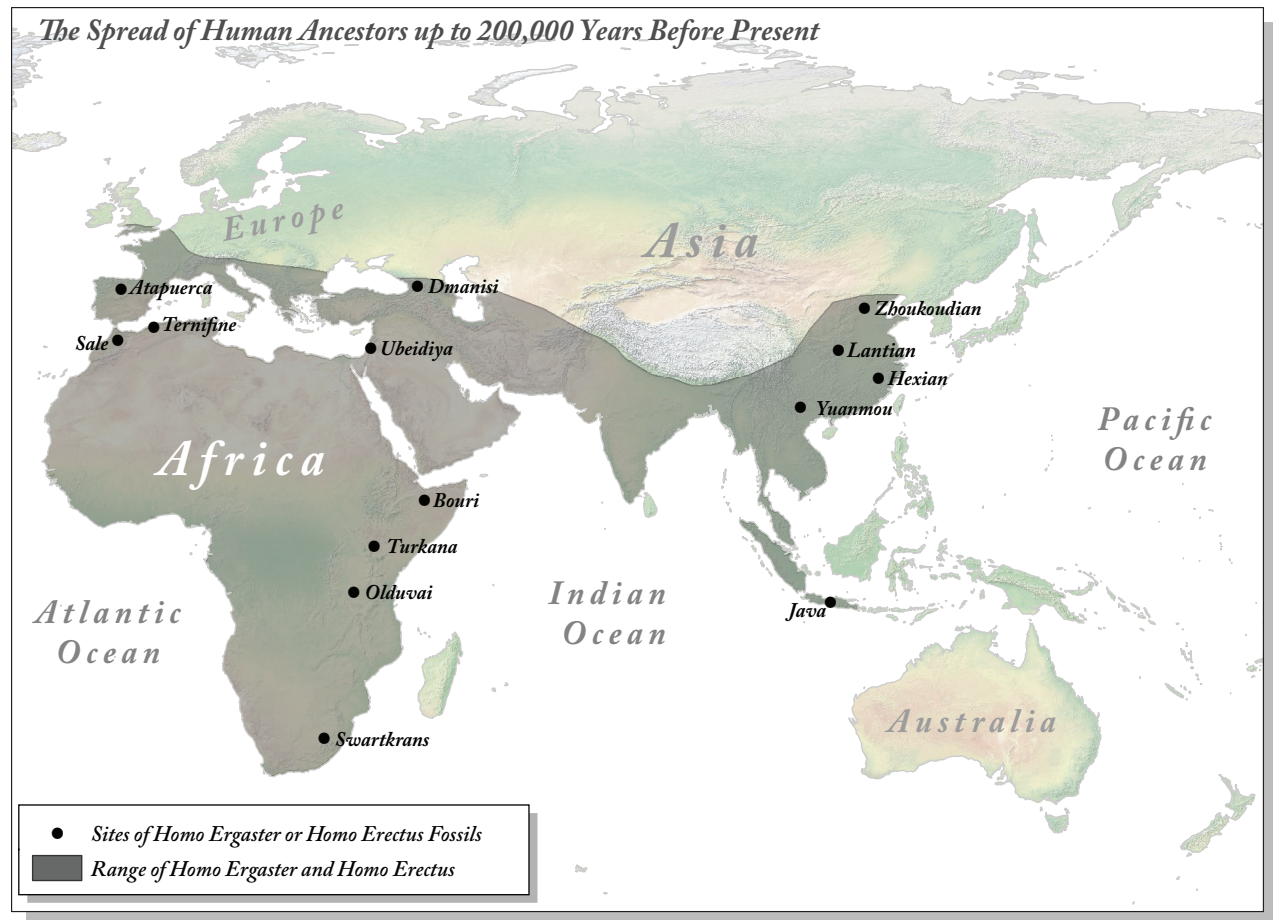 The Spread of Human Ancestors up to 200,000 Years Before Present
Europe
Asia
Atapuerca
Dmanisi
Ternifine
Sale
Ubeidiya
Zhoukoudian
Lantian
Hexian
Yuanmou
Africa
Pacific
Ocean
Bouri
Turkana
Olduvai
Indian
Ocean
Java
Atlantic
Ocean
Swartkrans
Australia
Sites of Homo Ergaster or Homo Erectus Fossils
Range of Homo Ergaster and Homo Erectus